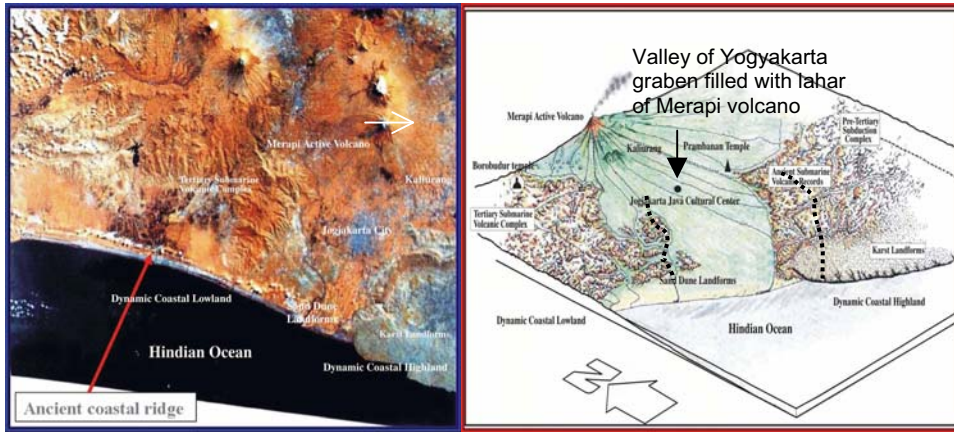 Merapi Active Volcano
Kaliurang
Tertiary Submarine
Volcanic Complex
Jogjakarta City
Dynamic Coastal Lowland
Sand Dune
Landforms
Karst Landforms
Hindian Ocean
Dynamic Coastal Highland
Ancient coastal ridge
Valley of Yogyakarta
graben filled with lahar
of Merapi volcano
Merapi Active Volcano
Pre-Tertiary
Subduction
Complex
Kaliurang
Prambanan Temple
Borobudur temple
Ancient Submarine
Volcanic Records
Jogjakarta Java Cultural Center
Tertiary Submarine
Volcanic Complex
Karst Landforms
Sand Dune Landforms
Dynamic Coastal Highland
Dynamic Coastal Lowland
Hindian Ocean
N